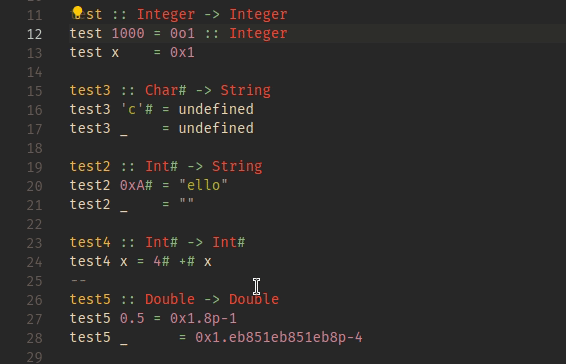 11 test :: Integer -> Integer
12 test 1000 = 0o1 :: Integer
13 test x    = 0x1
14
15 test3 :: Char# -> String
16 test3 'c'# = undefined
17 test3 _    = undefined
18
19 test2 :: Int# -> String
20 test2 0xA# = "ello"
21 test2 _    = ""
22
23 test4 :: Int# -> Int#
24 test4 x = 4# +# x
25 --
26 test5 :: Double -> Double
27 test5 0.5 = 0x1.8p-1
28 test5 _      = 0x1.eb851eb851eb8p-4
29